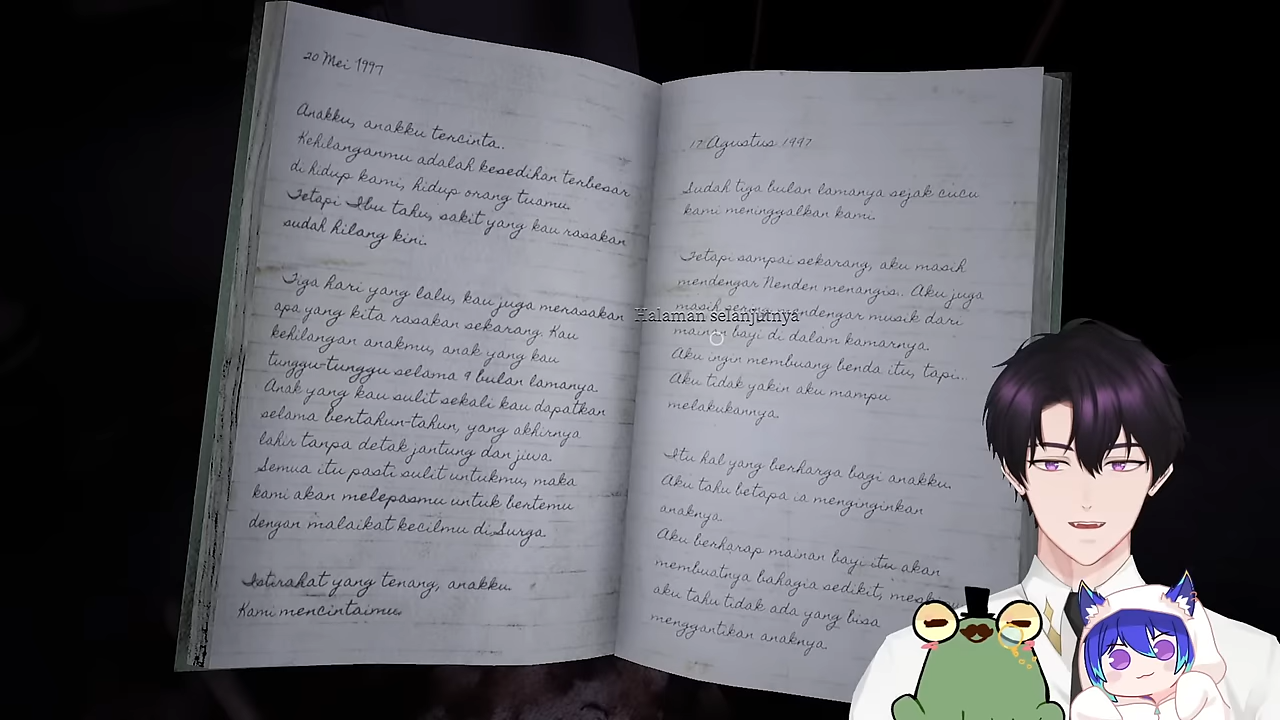 20 Mei 1997
Anakku, anakku tercinta.
Kehilanganmu adalah kesedihan terbesar
di hidup kami, hidup orang tuamu.
Tetapi Ibu tahu, sakit yang kau rasakan
sudah hilang kini.
Tiga hari yang lalu, kau juga merasakan
apa yang kita rasakan sekarang. Kau
kehilangan anakmu, anak yang kau
tunggu-tunggu selama 9 bulan lamanya.
Anak yang kau sulit sekali kau dapatkan
selama bertahun-tahun, yang akhirnya
lahir tanpa detak jantung dan jiwa.
Semua itu pasti sulit untukmu, maka
kami akan melepasmu untuk bertemu
dengan malaikat kecilmu di Surga.
Istirahat yang tenang, anakku.
Kami mencintaimu.
17 Agustus 1997
Sudah tiga bulan lamanya sejak cucu
kami meninggalkan kami.
Tetapi sampai sekarang, aku masih
mendengar Nenden menangis.. Aku juga
masih sering mendengar musik dari
Halaman selanjutnya
mainan bayi di dalam kamarnya.
Aku ingin membuang benda itu, tapi..
Aku tidak yakin aku mampu
melakukannya.
Itu hal yang berharga bagi anakku.
Aku tahu betapa ia menginginkan
anaknya.
Aku berharap mainan bayi itu akan
membuatnya bahagia sedikit,
aku tahu tidak ada yang bisa
menggantikan anaknya.